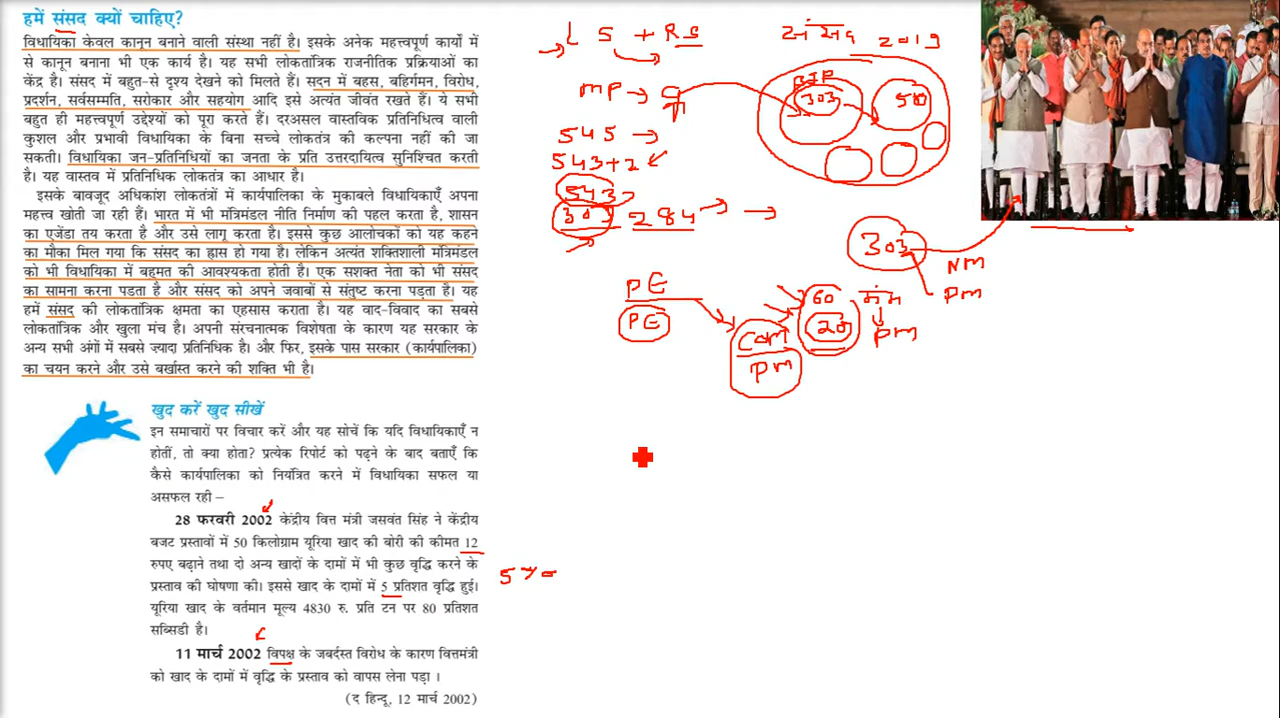 हमें संसद क्यों चाहिए?
विधायिका केवल कानून बनाने वाली संस्था नहीं है। इसके अनेक महत्त्वपूर्ण कार्यों में
से कानून बनाना भी एक कार्य है। यह सभी लोकतांत्रिक राजनीतिक प्रक्रियाओं का
केंद्र है। संसद में बहुत-से दृश्य देखने को मिलते हैं। सदन में बहस, बहिर्गमन, विरोध,
प्रदर्शन, सर्वसम्मति, सरोकार और सहयोग आदि इसे अत्यंत जीवंत रखते हैं। ये सभी
बहुत ही महत्त्वपूर्ण उद्देश्यों को पूरा करते हैं। दरअसल वास्तविक प्रतिनिधित्व वाली
कुशल और प्रभावी विधायिका के बिना सच्चे लोकतंत्र की कल्पना नहीं की जा
सकती। विधायिका जन-प्रतिनिधियों का जनता के प्रति उत्तरदायित्व सुनिश्चित करती
है। यह वास्तव में प्रतिनिधिक लोकतंत्र का आधार है।
इसके बावजूद अधिकांश लोकतंत्रों में कार्यपालिका के मुकाबले विधायिकाएँ अपना
महत्त्व खोती जा रही हैं। भारत में भी मंत्रिमंडल नीति निर्माण की पहल करता है, शासन
का एजेंडा तय करता है और उसे लागू करता है। इससे कुछ आलोचकों को यह कहने
का मौका मिल गया कि संसद का ह्रास हो गया है। लेकिन अत्यंत शक्तिशाली मंत्रिमंडल
को भी विधायिका में बहुमत की आवश्यकता होती है। एक सशक्त नेता को भी संसद
का सामना करना पडता है और संसद को अपने जवाबों से संतुष्ट करना पड़ता है। यह
हमें संसद की लोकतांत्रिक क्षमता का एहसास कराता है। यह वाद-विवाद का सबसे
लोकतांत्रिक और खुला मंच है। अपनी संरचनात्मक विशेषता के कारण यह सरकार के
अन्य सभी अंगों में सबसे ज्यादा प्रतिनिधिक है। और फिर, इसके पास सरकार (कार्यपालिका)
का चयन करने और उसे बर्खास्त करने की शक्ति भी है।
खुद करें खुद सीखें
इन समाचारों पर विचार करें और यह सोचें कि यदि विधायिकाएँ न
होतीं, तो क्या होता? प्रत्येक रिपोर्ट को पढ़ने के बाद बताएँ कि
कैसे कार्यपालिका को नियंत्रित करने में विधायिका सफल या
असफल रही –
28 फरवरी 2002 केंद्रीय वित्त मंत्री जसवंत सिंह ने केंद्रीय
बजट प्रस्तावों में 50 किलोग्राम यूरिया खाद की बोरी की कीमत 12
रुपए बढ़ाने तथा दो अन्य खादों के दामों में भी कुछ वृद्धि करने के
प्रस्ताव की घोषणा की। इससे खाद के दामों में 5 प्रतिशत वृद्धि हुई।
यूरिया खाद के वर्तमान मूल्य 4830 रु. प्रति टन पर 80 प्रतिशत
सब्सिडी है।
11 मार्च 2002 विपक्ष के जबर्दस्त विरोध के कारण वित्तमंत्री
को खाद के दामों में वृद्धि के प्रस्ताव को वापस लेना पड़ा।
(द हिन्दू, 12 मार्च 2002)
LS + RS
संसद 2019
MP
BJP
303
545
543+2
543
303 284
303
NM
PM
PE
PE
60 मंत्र
20 PM
com
PM